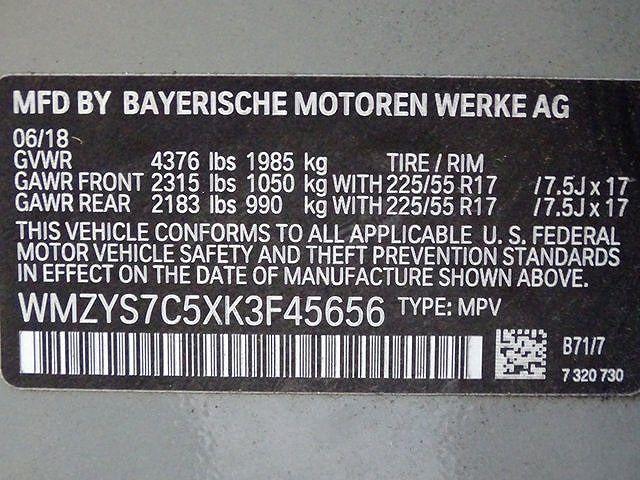 MFD BY BAYERISCHE MOTOREN WERKE AG
06/18
GVWR 4376 lbs 1985 kg TIRE / RIM
GAWR FRONT 2315 lbs 1050 kg WITH 225/55 R17 /7.5J x 17
GAWR REAR 2183 lbs 990 kg WITH 225/55 R17 /7.5J x 17
THIS VEHICLE CONFORMS TO ALL APPLICABLE U. S. FEDERAL
MOTOR VEHICLE SAFETY AND THEFT PREVENTION STANDARDS
IN EFFECT ON THE DATE OF MANUFACTURE SHOWN ABOVE.
WMZYS7C5XK3F45656 TYPE: MPV
B71/7
7 320 730